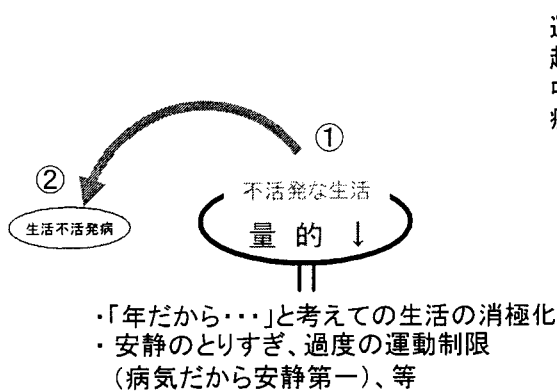 ①
②
不活発な生活
生活不活発病
量 的 ↓
・「年だから・・・」と考えての生活の消極化
・ 安静のとりすぎ、過度の運動制限
（病気だから安静第一）、等